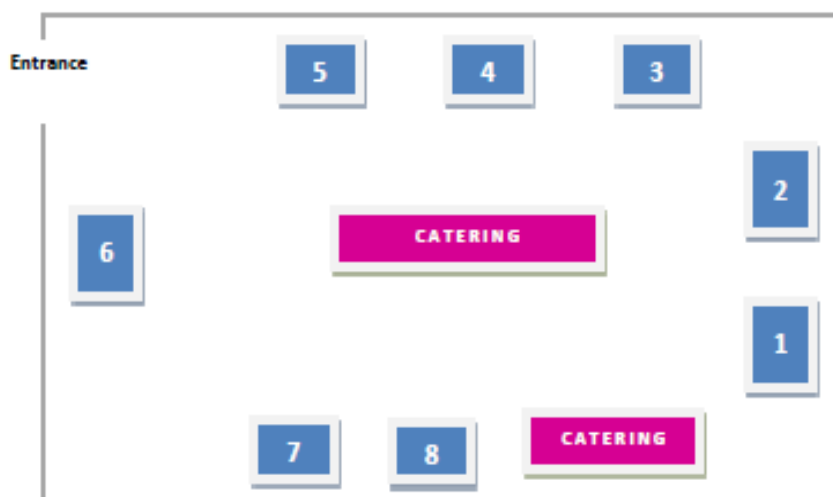 Entrance
5 4 3
2
6
CATERING
1
7 8
CATERING